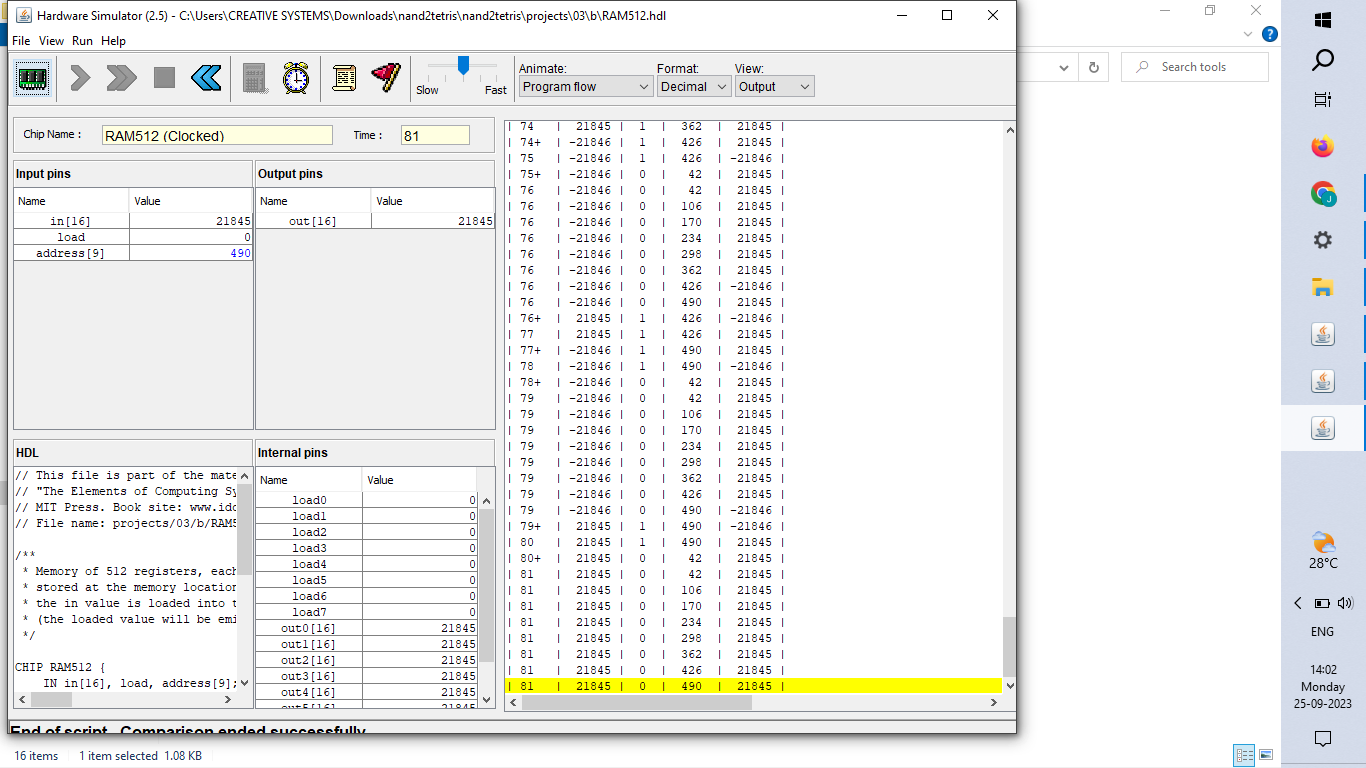 Hardware Simulator (2.5) - C:\Users\CREATIVE SYSTEMS\Downloads\nand2tetris\nand2tetris\projects\03\b\RAM512.hdl
File View Run Help
Slow Fast
Animate: Format: View:
Program flow Decimal Output
Search tools
Chip Name : RAM512 (Clocked) Time : 81
Input pins
Name Value
in[16] 21845
load 0
address[9] 490
Output pins
Name Value
out[16] 21845
HDL
// This file is part of the mate
// "The Elements of Computing Sy
// MIT Press. Book site: www.idc
// File name: projects/03/b/RAM5
/**
* Memory of 512 registers, each
* stored at the memory location
* the in value is loaded into t
* (the loaded value will be emi
*/
CHIP RAM512 {
IN in[16], load, address[9];
Internal pins
Name Value
load0 0
load1 0
load2 0
load3 0
load4 0
load5 0
load6 0
load7 0
out0[16] 21845
out1[16] 21845
out2[16] 21845
out3[16] 21845
out4[16] 21845
out5[16] 21845
| 74 | 21845 | 1 | 362 | 21845 |
| 74+ | -21846 | 1 | 426 | 21845 |
| 75 | -21846 | 1 | 426 | -21846 |
| 75+ | -21846 | 0 | 42 | 21845 |
| 76 | -21846 | 0 | 42 | 21845 |
| 76 | -21846 | 0 | 106 | 21845 |
| 76 | -21846 | 0 | 170 | 21845 |
| 76 | -21846 | 0 | 234 | 21845 |
| 76 | -21846 | 0 | 298 | 21845 |
| 76 | -21846 | 0 | 362 | 21845 |
| 76 | -21846 | 0 | 426 | -21846 |
| 76 | -21846 | 0 | 490 | 21845 |
| 76+ | 21845 | 1 | 426 | -21846 |
| 77 | 21845 | 1 | 426 | 21845 |
| 77+ | -21846 | 1 | 490 | 21845 |
| 78 | -21846 | 1 | 490 | -21846 |
| 78+ | -21846 | 0 | 42 | 21845 |
| 79 | -21846 | 0 | 42 | 21845 |
| 79 | -21846 | 0 | 106 | 21845 |
| 79 | -21846 | 0 | 170 | 21845 |
| 79 | -21846 | 0 | 234 | 21845 |
| 79 | -21846 | 0 | 298 | 21845 |
| 79 | -21846 | 0 | 362 | 21845 |
| 79 | -21846 | 0 | 426 | 21845 |
| 79 | -21846 | 0 | 490 | -21846 |
| 79+ | 21845 | 1 | 490 | -21846 |
| 80 | 21845 | 1 | 490 | 21845 |
| 80+ | 21845 | 0 | 42 | 21845 |
| 81 | 21845 | 0 | 42 | 21845 |
| 81 | 21845 | 0 | 106 | 21845 |
| 81 | 21845 | 0 | 170 | 21845 |
| 81 | 21845 | 0 | 234 | 21845 |
| 81 | 21845 | 0 | 298 | 21845 |
| 81 | 21845 | 0 | 362 | 21845 |
| 81 | 21845 | 0 | 426 | 21845 |
| 81 | 21845 | 0 | 490 | 21845 |
End of script - Comparison ended successfully
16 items 1 item selected 1.08 KB
28°C
ENG
14:02
Monday
25-09-2023